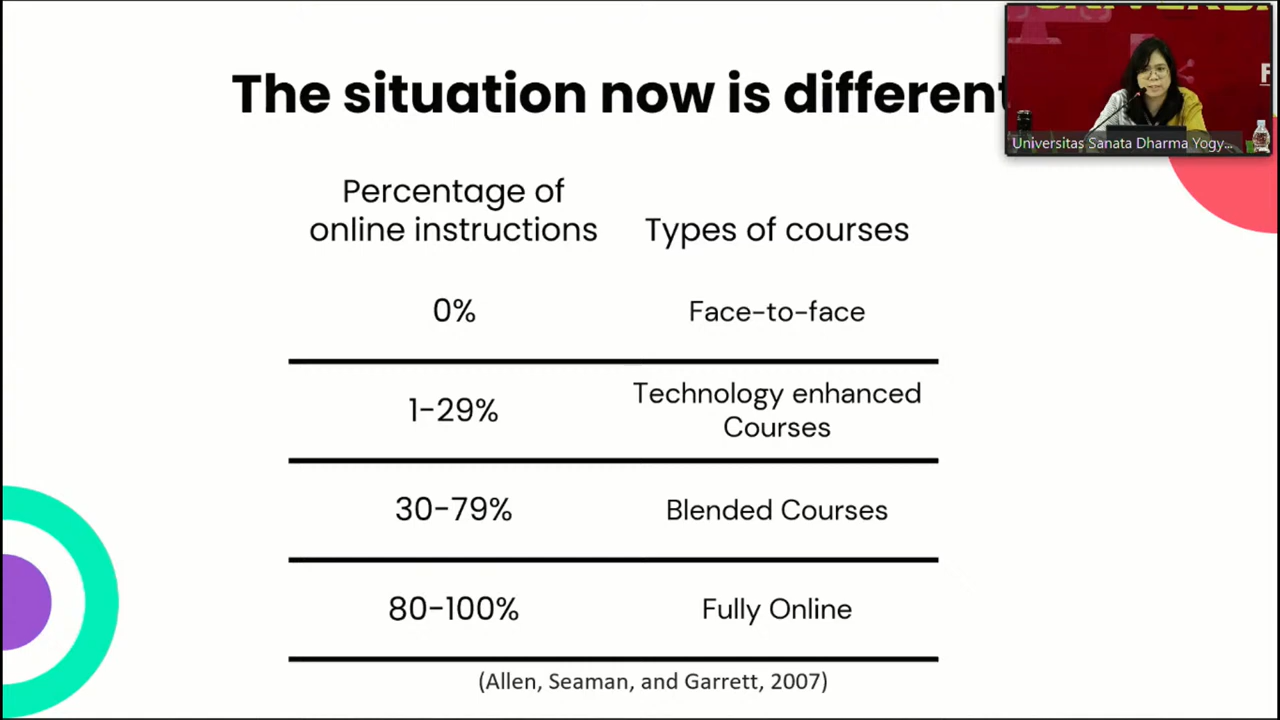 The situation now is different
Universitas Sanata Dharma Yogy...
Percentage of
online instructions
Types of courses
0%
Face-to-face
1-29%
Technology enhanced
Courses
30-79%
Blended Courses
80-100%
Fully Online
(Allen, Seaman, and Garrett, 2007)